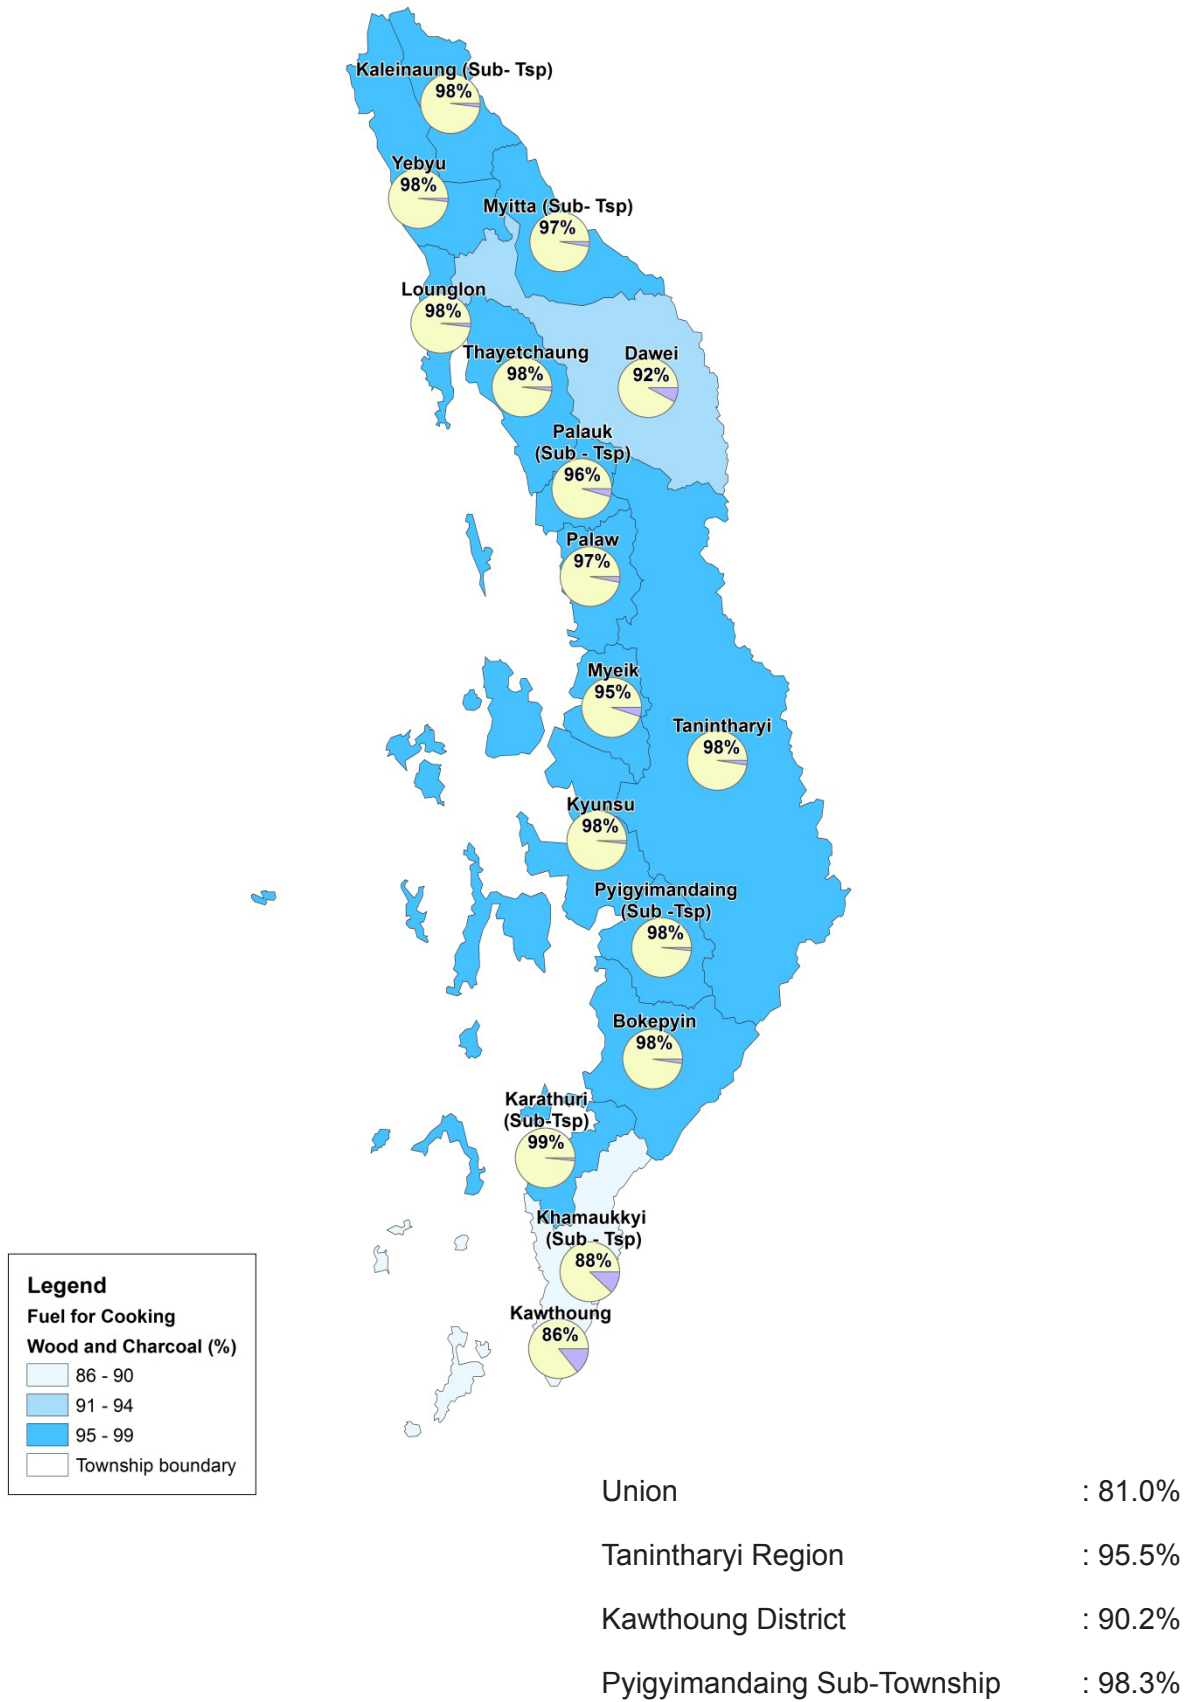 Kaleinaung (Sub- Tsp)
98%
Yebyu
98%
Myitta (Sub- Tsp)
97%
Lounglon
98%
Thayetchaung
98%
Dawei
92%
Palauk
(Sub - Tsp)
96%
Palaw
97%
Myeik
95%
Tanintharyi
98%
Kyunsu
98%
Pyigyimandaing
(Sub -Tsp)
98%
Bokepyin
98%
Karathuri
(Sub-Tsp)
99%
Khamaukkyi
(Sub - Tsp)
88%
Kawthoung
86%
Legend
Fuel for Cooking
Wood and Charcoal (%)
86 - 90
91 - 94
95 - 99
Township boundary
Union : 81.0%
Tanintharyi Region : 95.5%
Kawthoung District : 90.2%
Pyigyimandaing Sub-Township : 98.3%